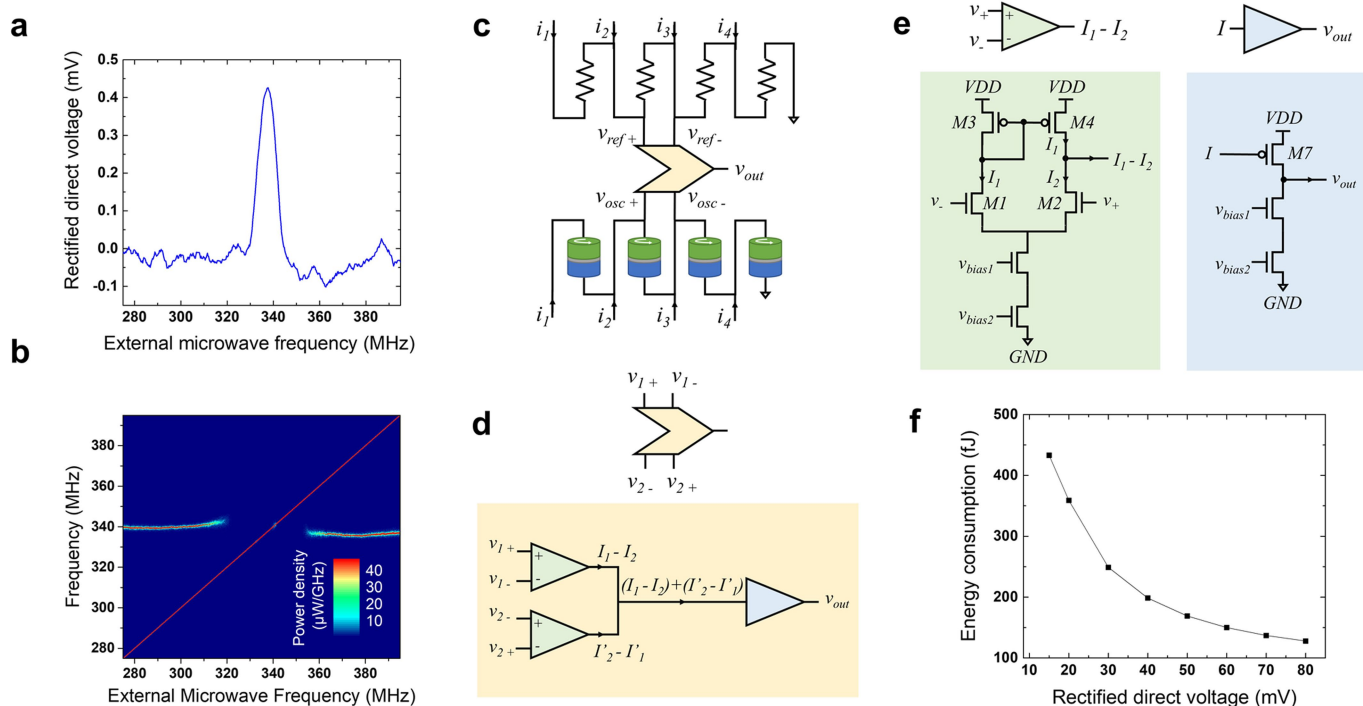 a
0.5
0.4
0.3
0.2
0.1
0.0
-0.1
Rectified direct voltage (mV)
280 300 320 340 360 380
External microwave frequency (MHz)
b
380
360
340
320
300
280
Frequency (MHz)
Power density
(µW/GHz)
40
30
20
10
280 300 320 340 360 380
External Microwave Frequency (MHz)
c
i1 i2 i3 i4
vref + vref -
vout
vosc + vosc -
i1 i2 i3 i4
d
v1 + v1 -
v2 - v2 +
v1 + + I1 - I2
v1 - -
(I1 - I2)+(I'2 - I'1)
vout
v2 - +
v2 + - I'2 - I'1
e
v+ + I1 - I2
v- -
I vout
VDD VDD
M3 M4
I1
I1 - I2
I1 I2
v- M1 M2 v+
vbias1
vbias2
GND
VDD
I M7
vout
vbias1
vbias2
GND
f
500
400
300
200
100
Energy consumption (fJ)
10 20 30 40 50 60 70 80
Rectified direct voltage (mV)